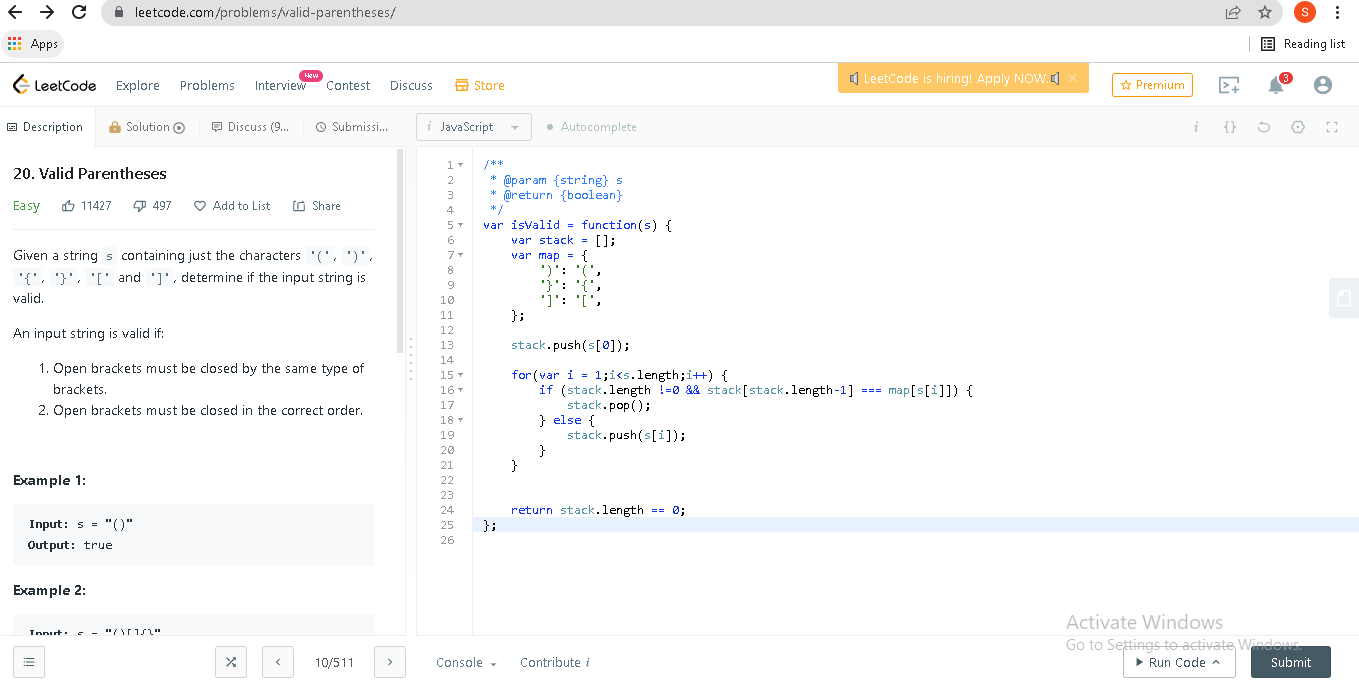 leetcode.com/problems/valid-parentheses/
S
Apps
Reading list
LeetCode
Explore
Problems
Interview
New
Contest
Discuss
Store
LeetCode is hiring! Apply NOW.
×
Premium
3
Description
Solution
Discuss (9...
Submissi...
i
JavaScript
Autocomplete
i
{}
20. Valid Parentheses
Easy
11427
497
Add to List
Share
Given a string s containing just the characters '(', ')',
'{', '}', '[' and ']', determine if the input string is
valid.
An input string is valid if:
1. Open brackets must be closed by the same type of
brackets.
2. Open brackets must be closed in the correct order.
Example 1:
Input: s = "()"
Output: true
Example 2:
Input: s = "()[]{}"
1 /**
2  * @param {string} s
3  * @return {boolean}
4  */
5 var isValid = function(s) {
6     var stack = [];
7     var map = {
8         ')': '(',
9         '}': '{',
10         ']': '[',
11     };
12
13     stack.push(s[0]);
14
15     for(var i = 1;i<s.length;i++) {
16         if (stack.length !=0 && stack[stack.length-1] === map[s[i]]) {
17             stack.pop();
18         } else {
19             stack.push(s[i]);
20         }
21     }
22
23
24     return stack.length == 0;
25 };
26
Activate Windows
Go to Settings to activate Windows.
10/511
Console
Contribute i
Run Code
Submit